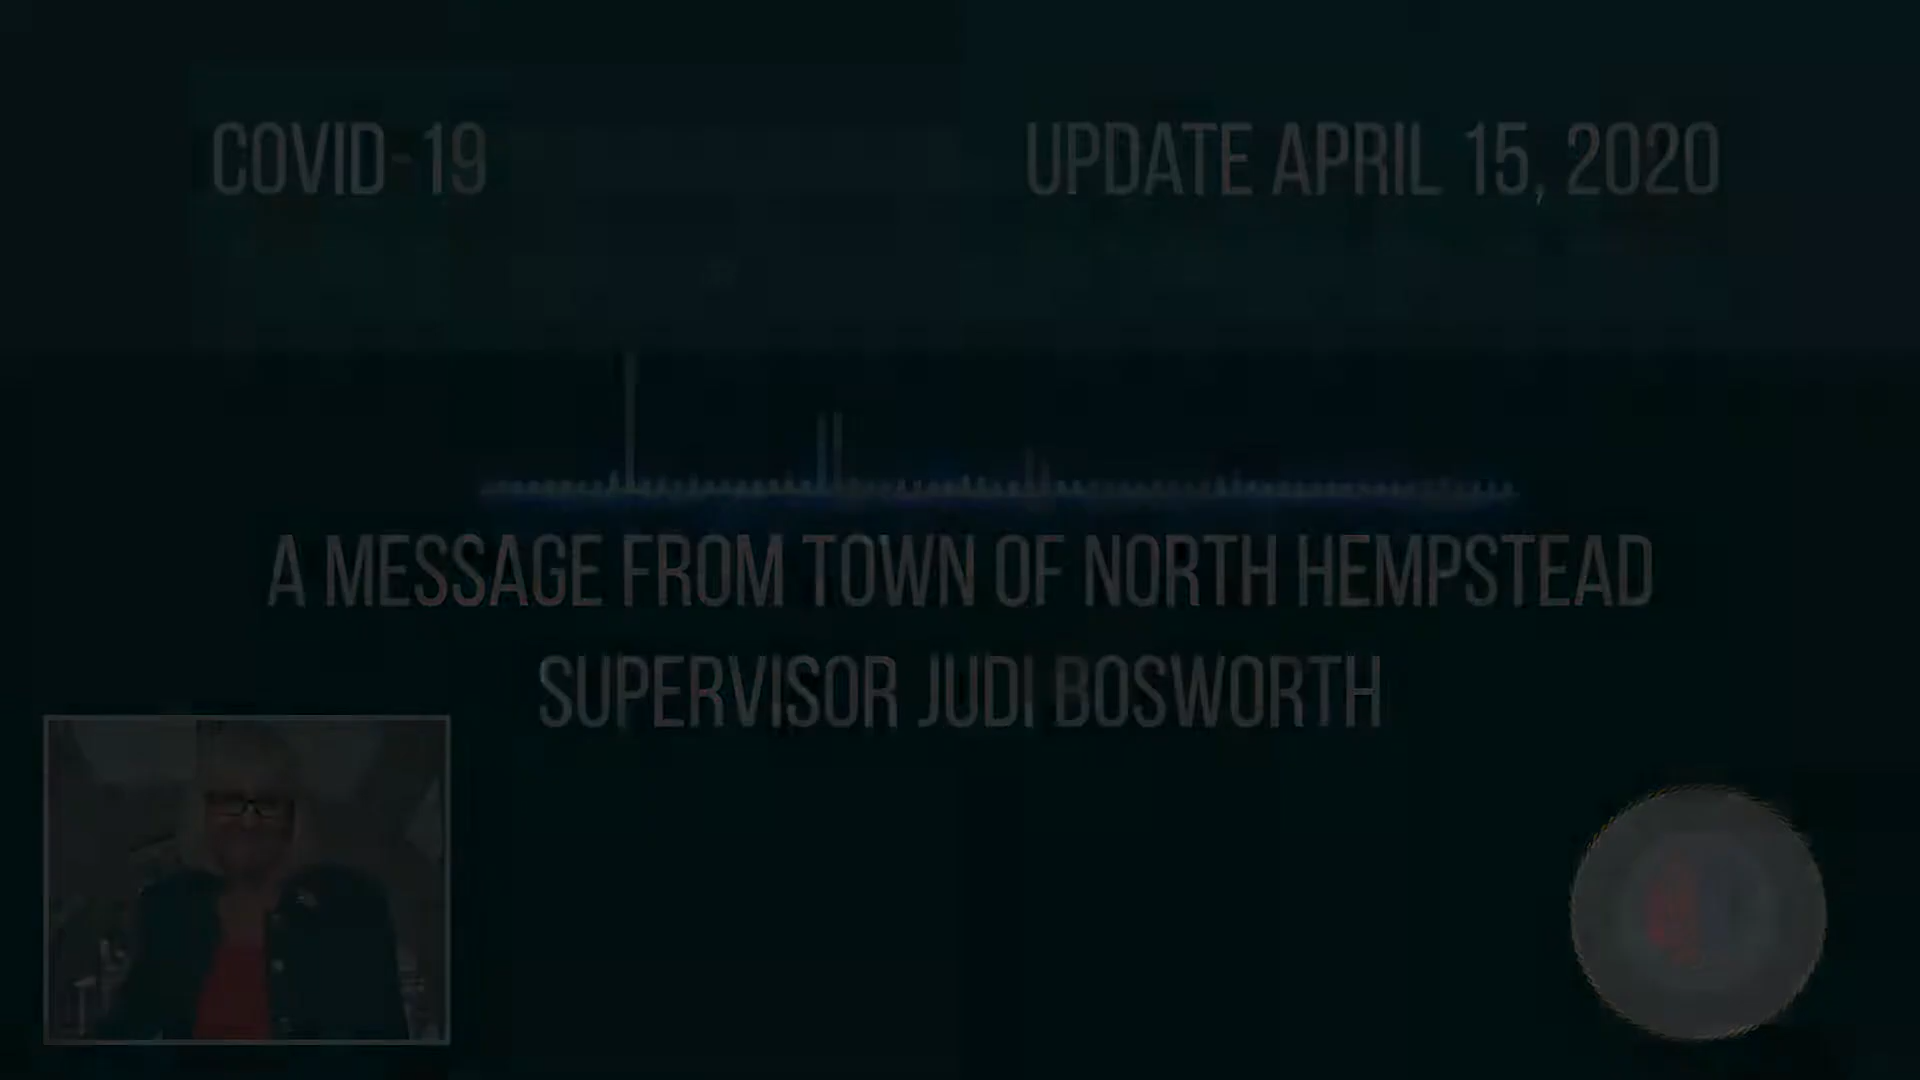 COVID-19
UPDATE APRIL 15, 2020
A MESSAGE FROM TOWN OF NORTH HEMPSTEAD
SUPERVISOR JUDI BOSWORTH